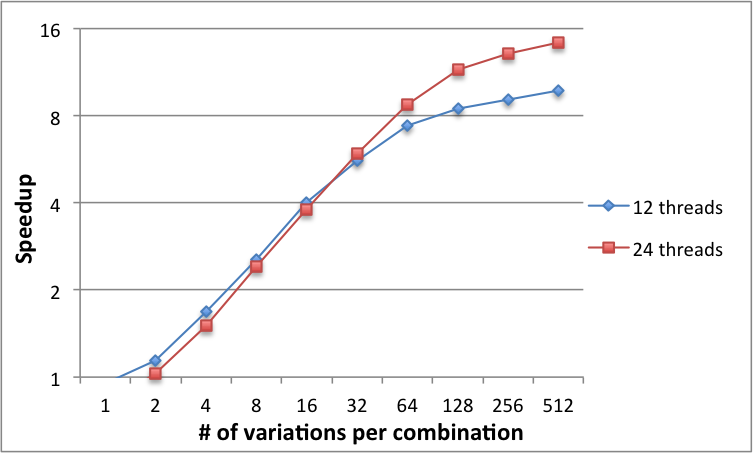 16
8
4
2
1
Speedup
1 2 4 8 16 32 64 128 256 512
# of variations per combination
12 threads
24 threads